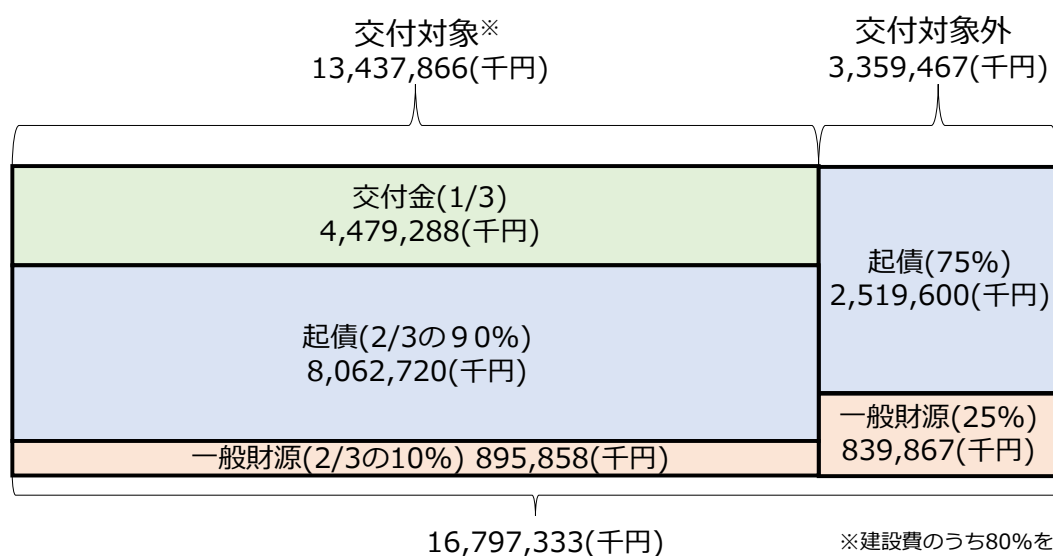 交付対象※
13,437,866(千円)
交付対象外
3,359,467(千円)
交付金(1/3)
4,479,288(千円)
起債(2/3の９0%)
8,062,720(千円)
一般財源(2/3の10%) 895,858(千円)
起債(75%)
2,519,600(千円)
一般財源(25%)
839,867(千円)
16,797,333(千円)
※建設費のうち80%を